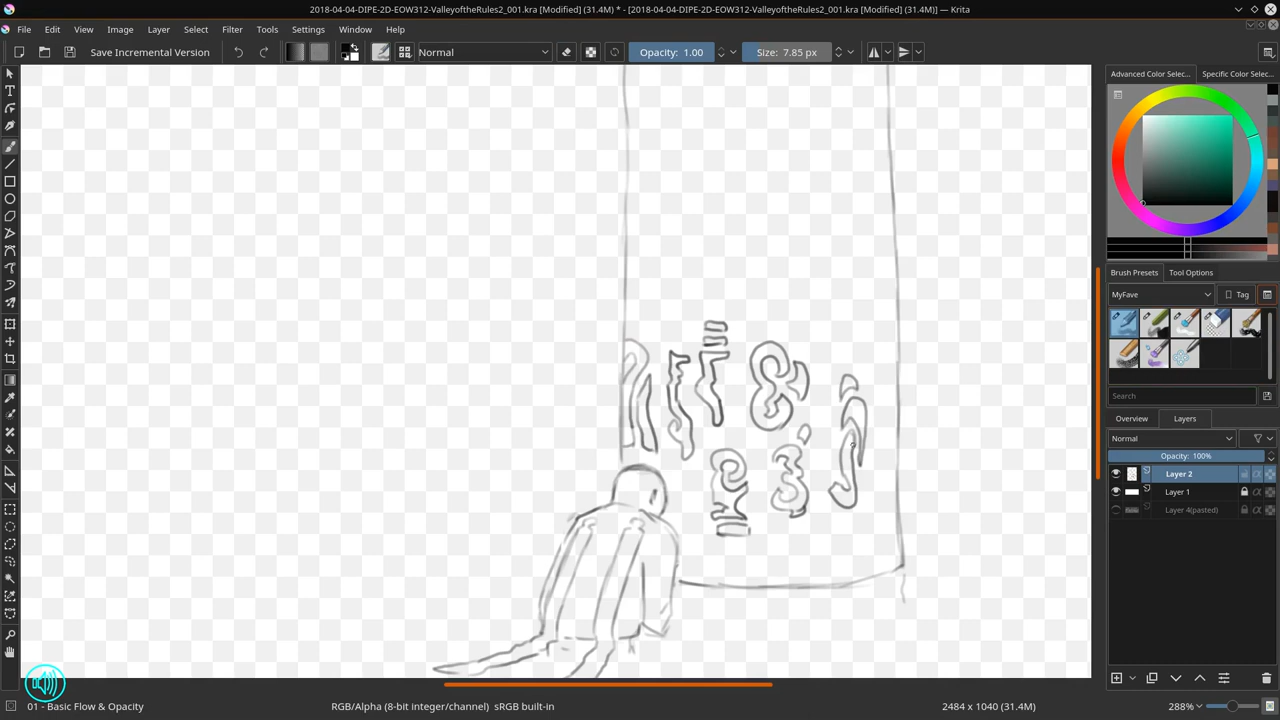 2018-04-04-DIPE-2D-EOW312-ValleyoftheRules2_001.kra [Modified] (31.4M) * - [2018-04-04-DIPE-2D-EOW312-ValleyoftheRules2_001.kra [Modified] (31.4M)] — Krita
File Edit View Image Layer Select Filter Tools Settings Window Help
Save Incremental Version Normal Opacity: 1.00 Size: 7.85 px
Advanced Color Selec... Specific Color Selec...
Brush Presets Tool Options
MyFave Tag
Search
Overview Layers
Normal
Opacity: 100%
Layer 2
Layer 1
Layer 4(pasted)
01 - Basic Flow & Opacity RGB/Alpha (8-bit integer/channel) sRGB built-in 2484 x 1040 (31.4M) 288%